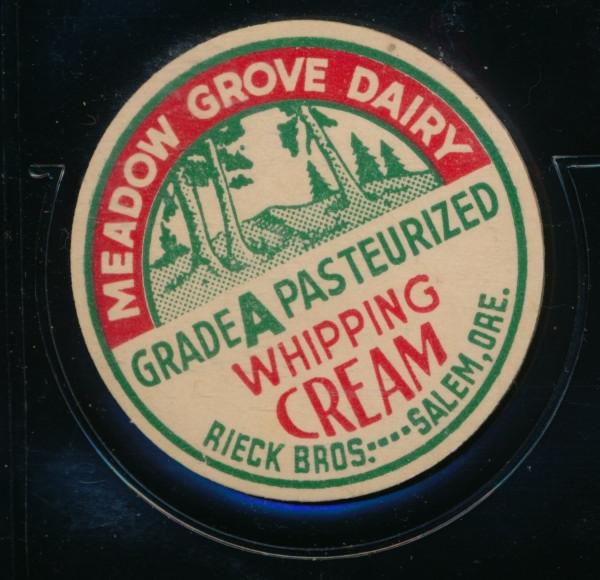 MEADOW GROVE DAIRY
GRADE A PASTEURIZED
WHIPPING
CREAM
RIECK BROS.----SALEM, ORE.